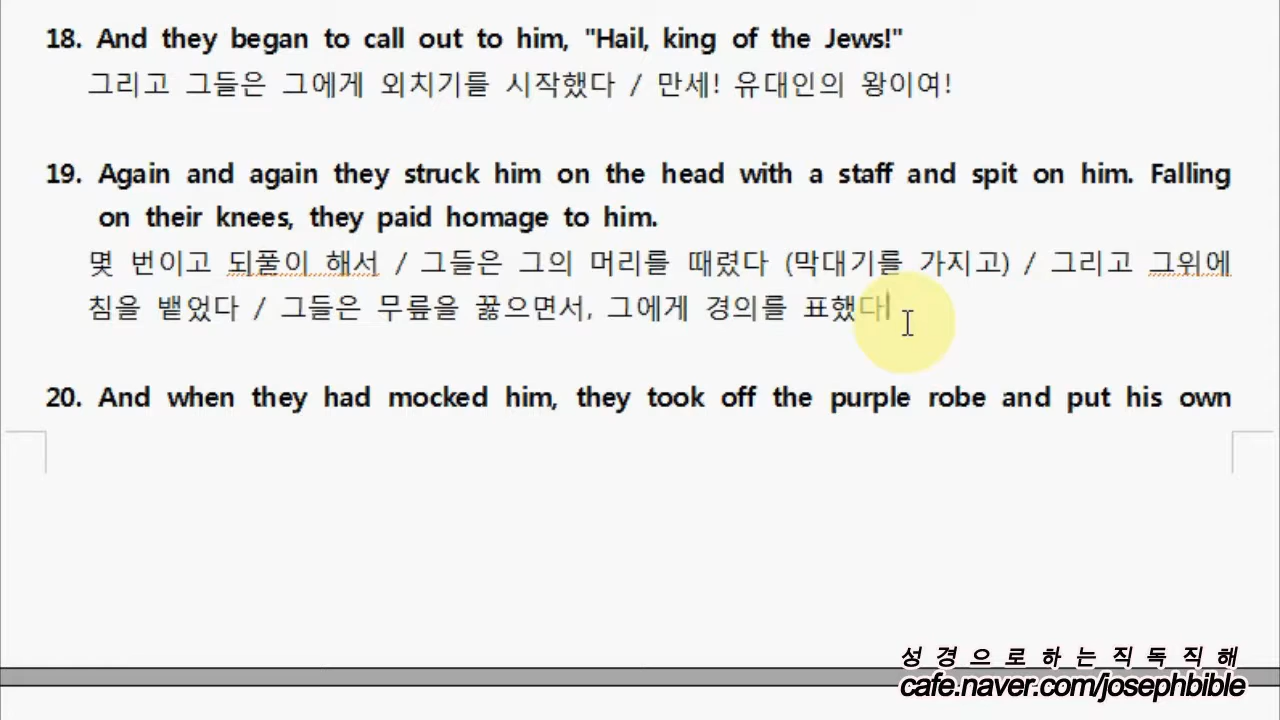 18. And they began to call out to him, "Hail, king of the Jews!"
그리고 그들은 그에게 외치기를 시작했다 / 만세! 유대인의 왕이여!
19. Again and again they struck him on the head with a staff and spit on him. Falling
on their knees, they paid homage to him.
몇 번이고 되풀이 해서 / 그들은 그의 머리를 때렸다 (막대기를 가지고) / 그리고 그위에
침을 뱉었다 / 그들은 무릎을 꿇으면서, 그에게 경의를 표했다
20. And when they had mocked him, they took off the purple robe and put his own
성경으로하는직독직해
cafe.naver.com/josephbible